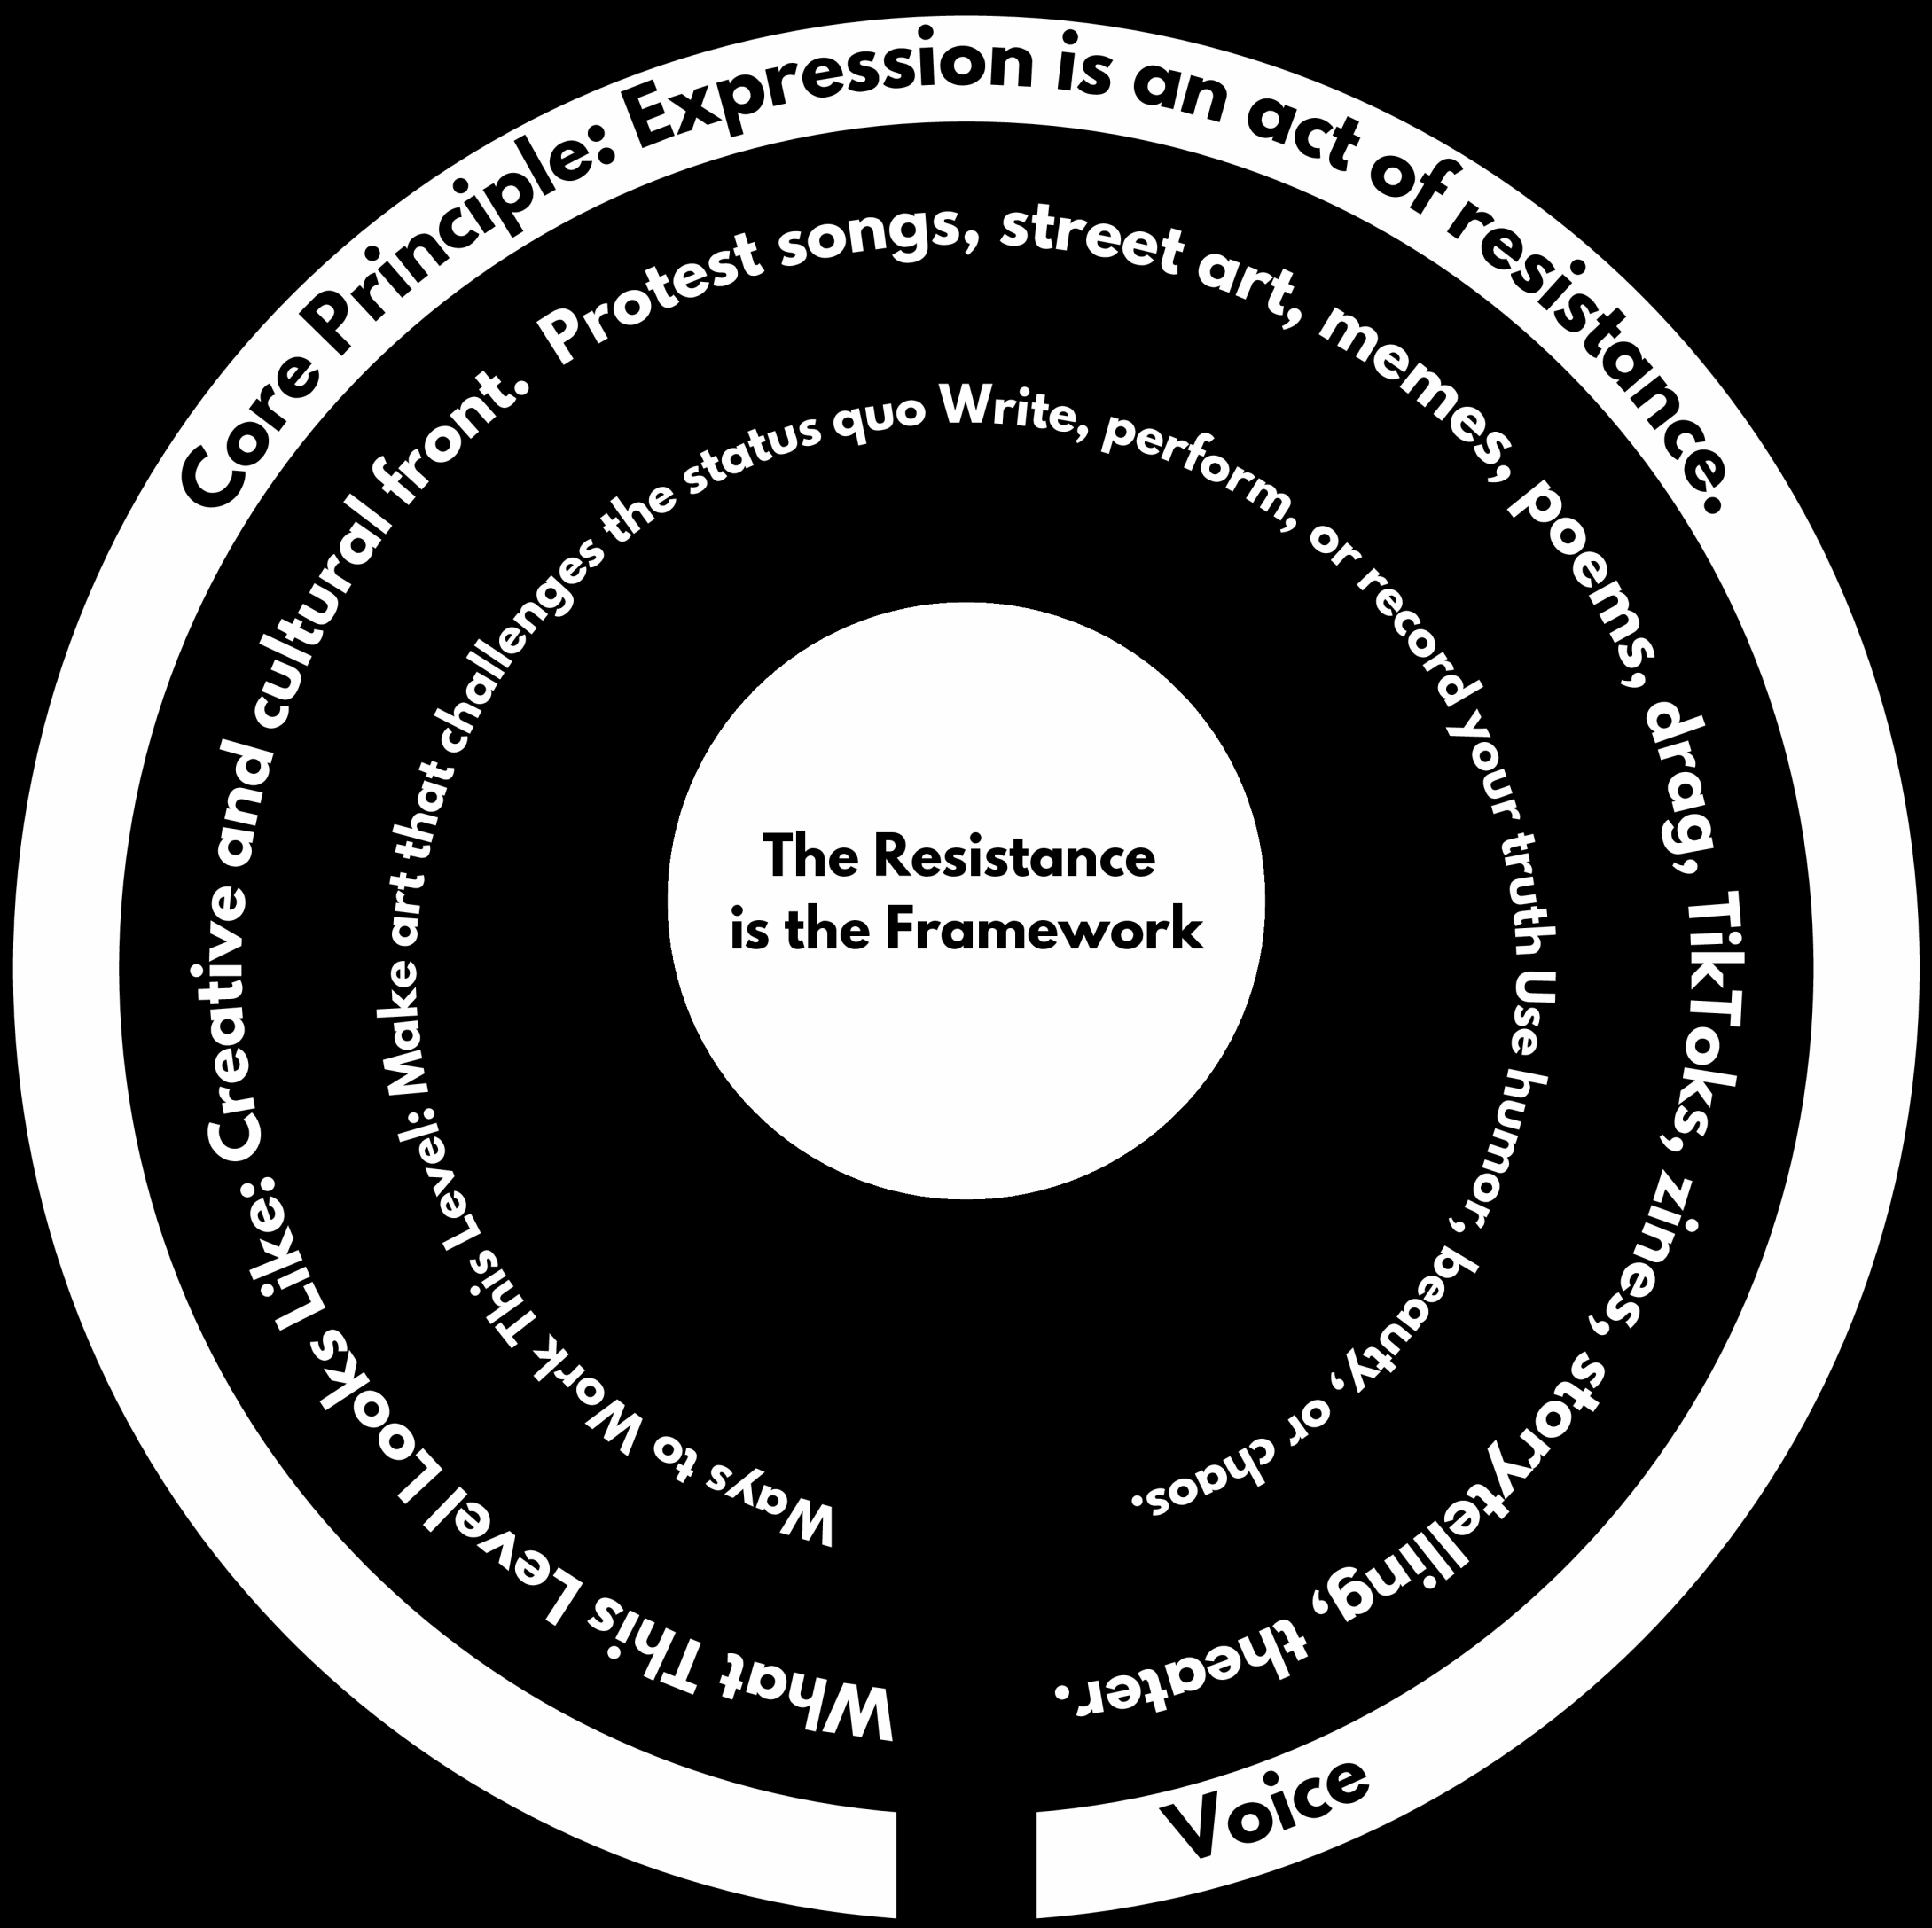 Core Principle: Expression is an act of resistance.
Voice
What This Level Looks Like: Creative and cultural front. Protest songs, street art, memes, poems, drag, TikToks, zines, storytelling, theater.
Ways to Work This Level: Make art that challenges the status quo Write, perform, or record your truth Use humor, beauty, or chaos.
The Resistance
is the Framework